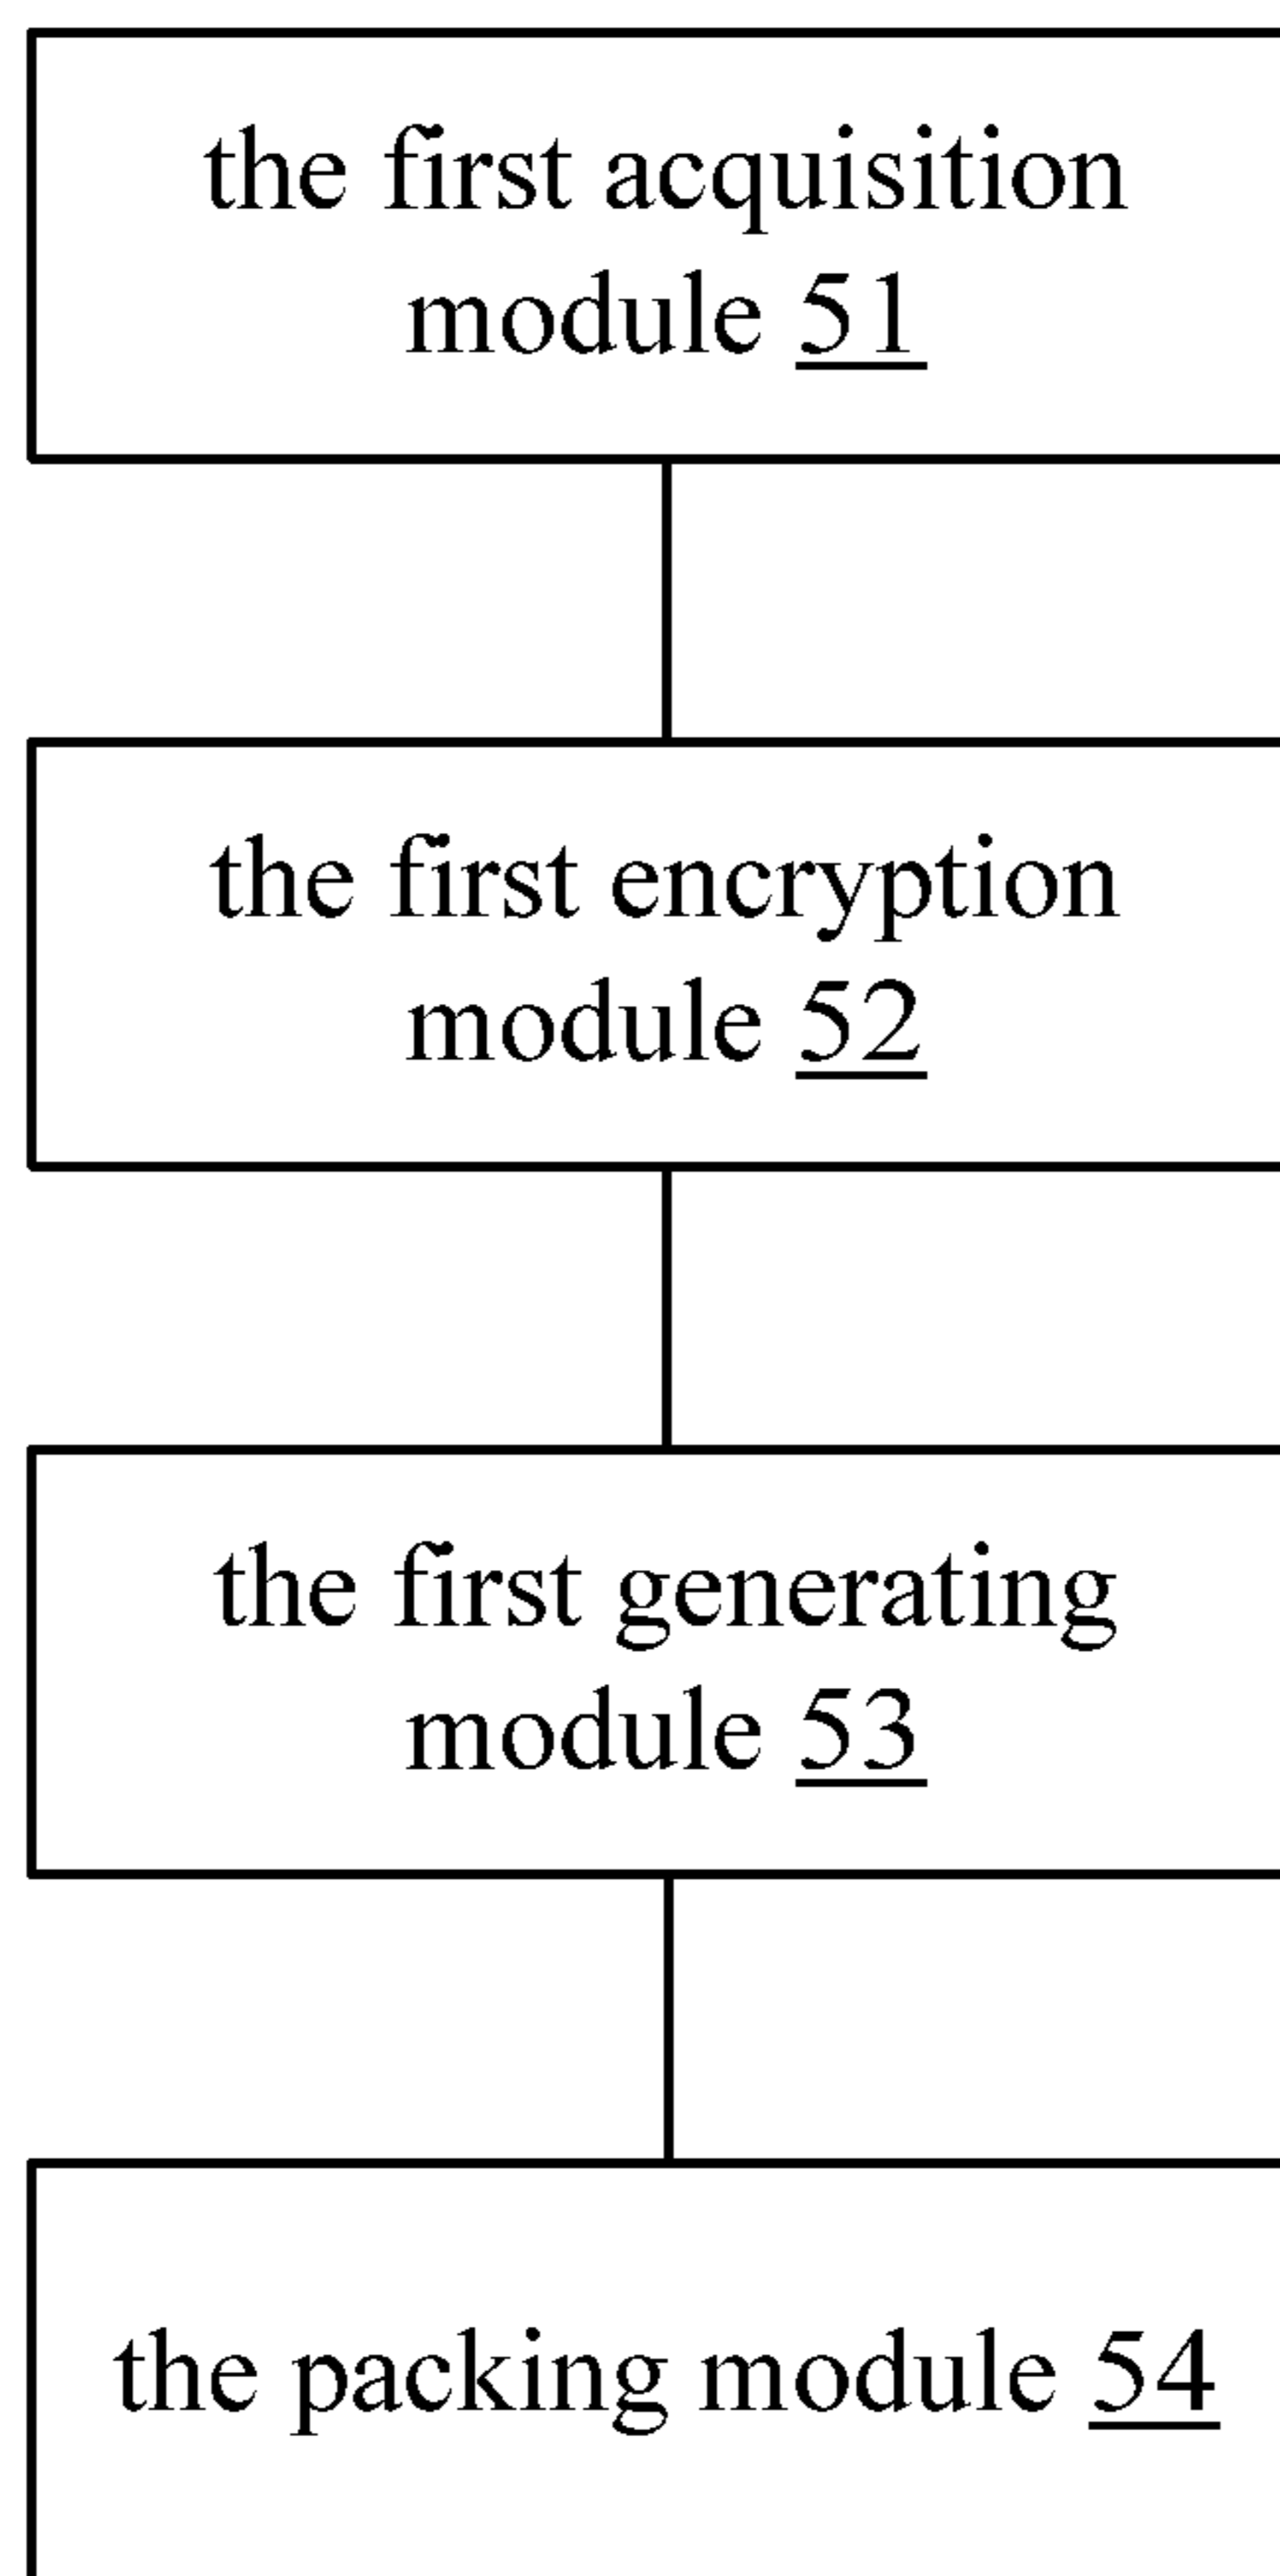 the first acquisition
module 51
the first encryption
module 52
the first generating
module 53
the packing module 54